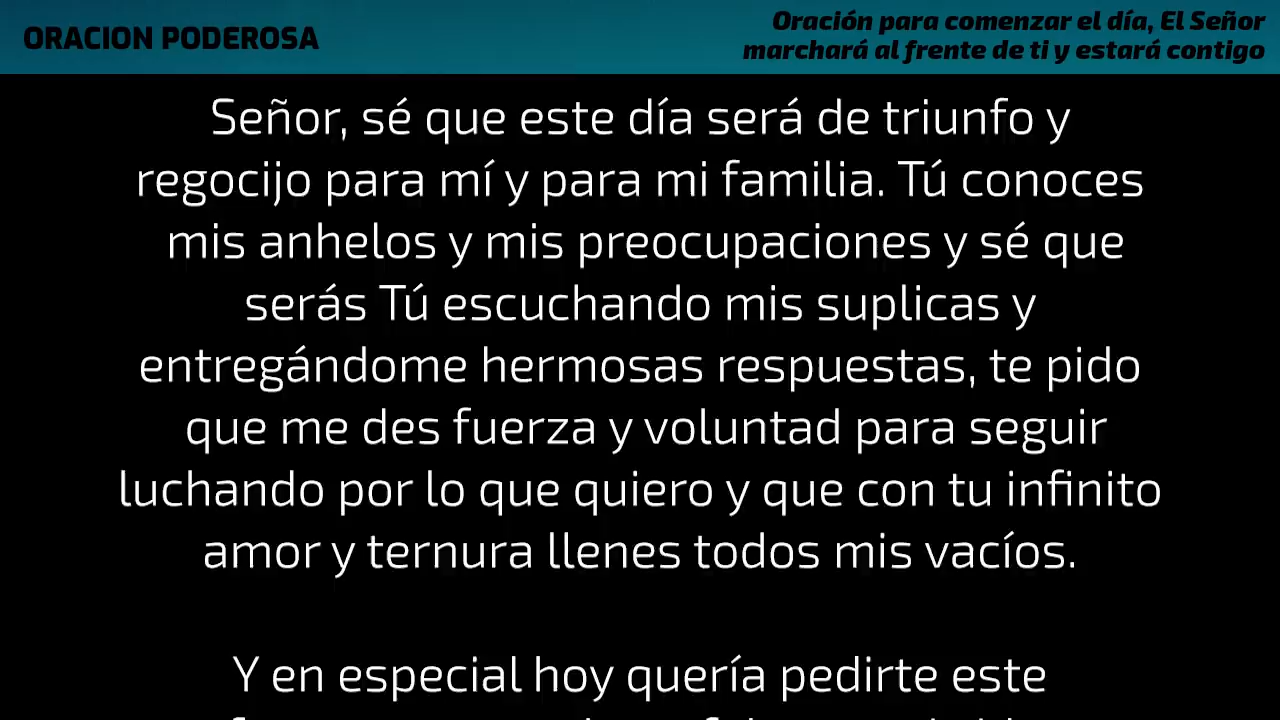 ORACION PODEROSA
Oración para comenzar el día, El Señor
marchará al frente de ti y estará contigo
Señor, sé que este día será de triunfo y
regocijo para mí y para mi familia. Tú conoces
mis anhelos y mis preocupaciones y sé que
serás Tú escuchando mis suplicas y
entregándome hermosas respuestas, te pido
que me des fuerza y voluntad para seguir
luchando por lo que quiero y que con tu infinito
amor y ternura llenes todos mis vacíos.
Y en especial hoy quería pedirte este